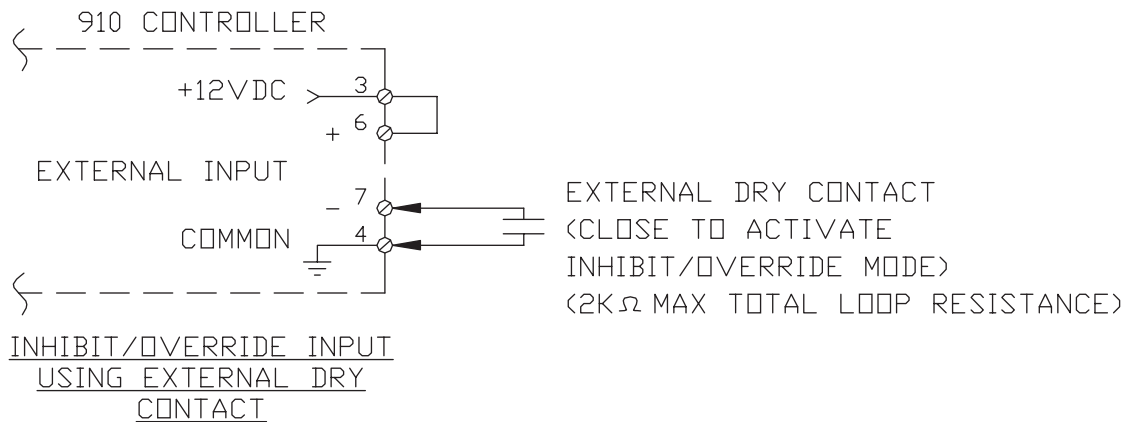 910 CONTROLLER
+12VDC 3
+ 6
EXTERNAL INPUT
- 7
COMMON 4
EXTERNAL DRY CONTACT
(CLOSE TO ACTIVATE
INHIBIT/OVERRIDE MODE)
(2KΩ MAX TOTAL LOOP RESISTANCE)
INHIBIT/OVERRIDE INPUT
USING EXTERNAL DRY
CONTACT